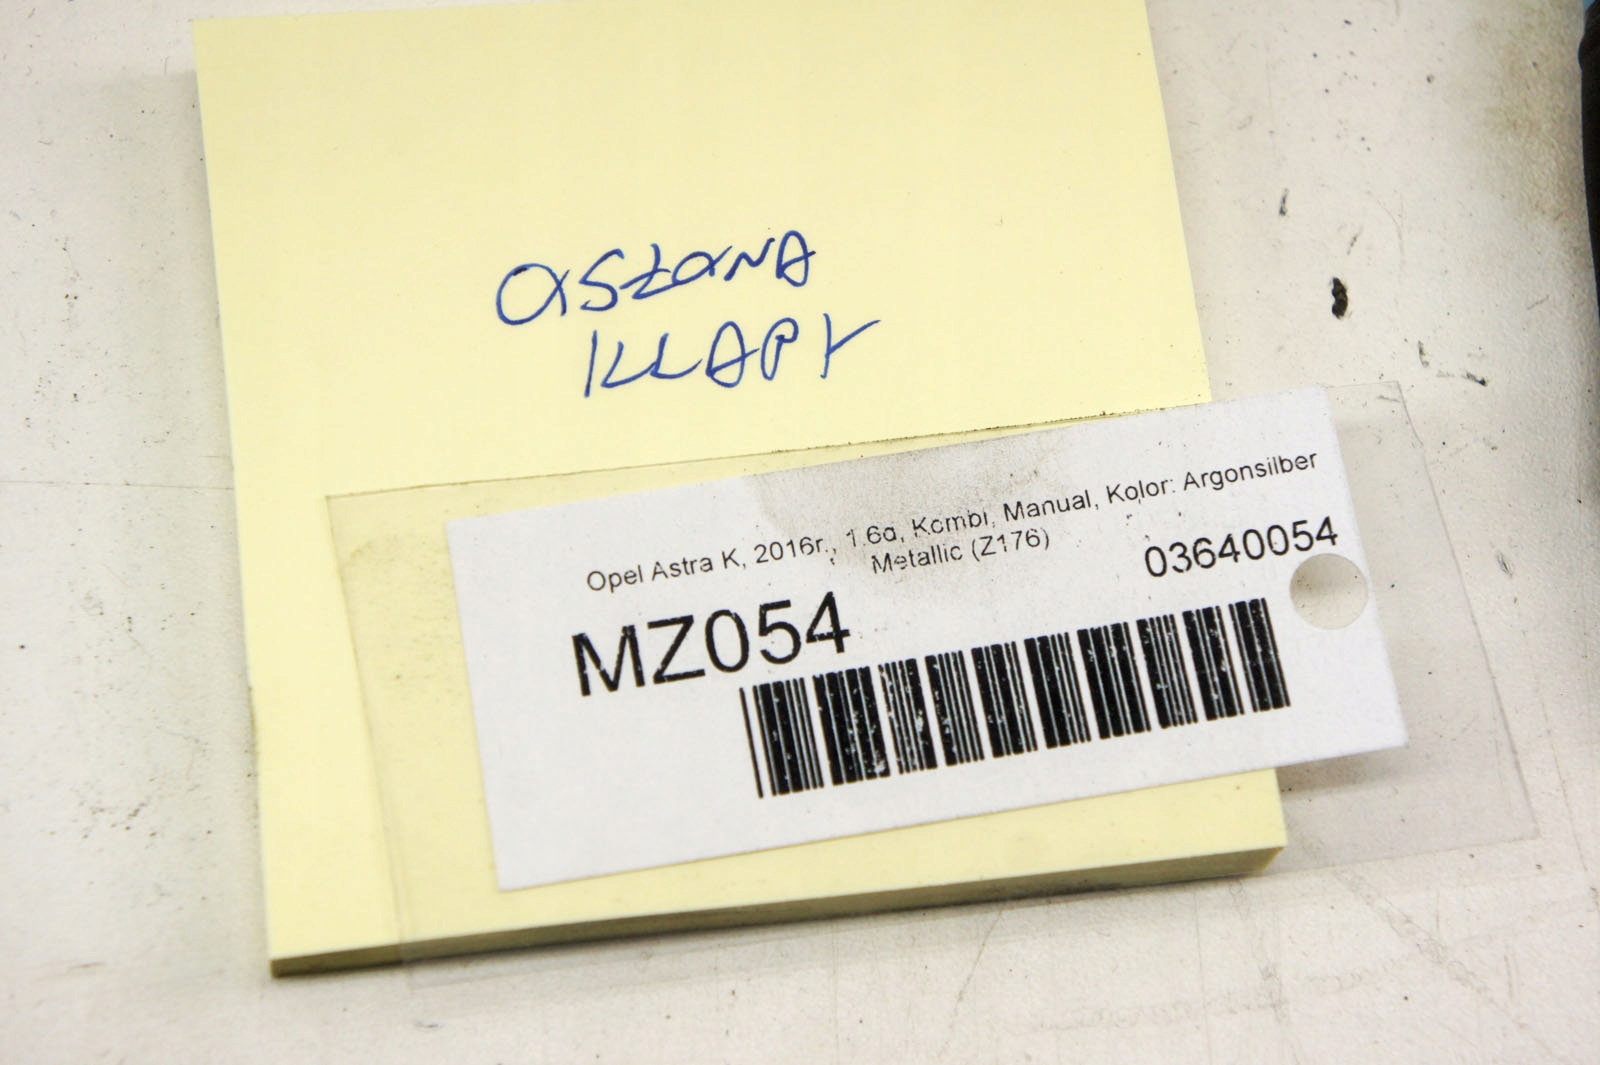 OSŁONA
KLAPY
Opel Astra K, 2016r., 1.6d, Kombi, Manual, Kolor: Argonsilber
Metallic (Z176)
03640054
MZ054